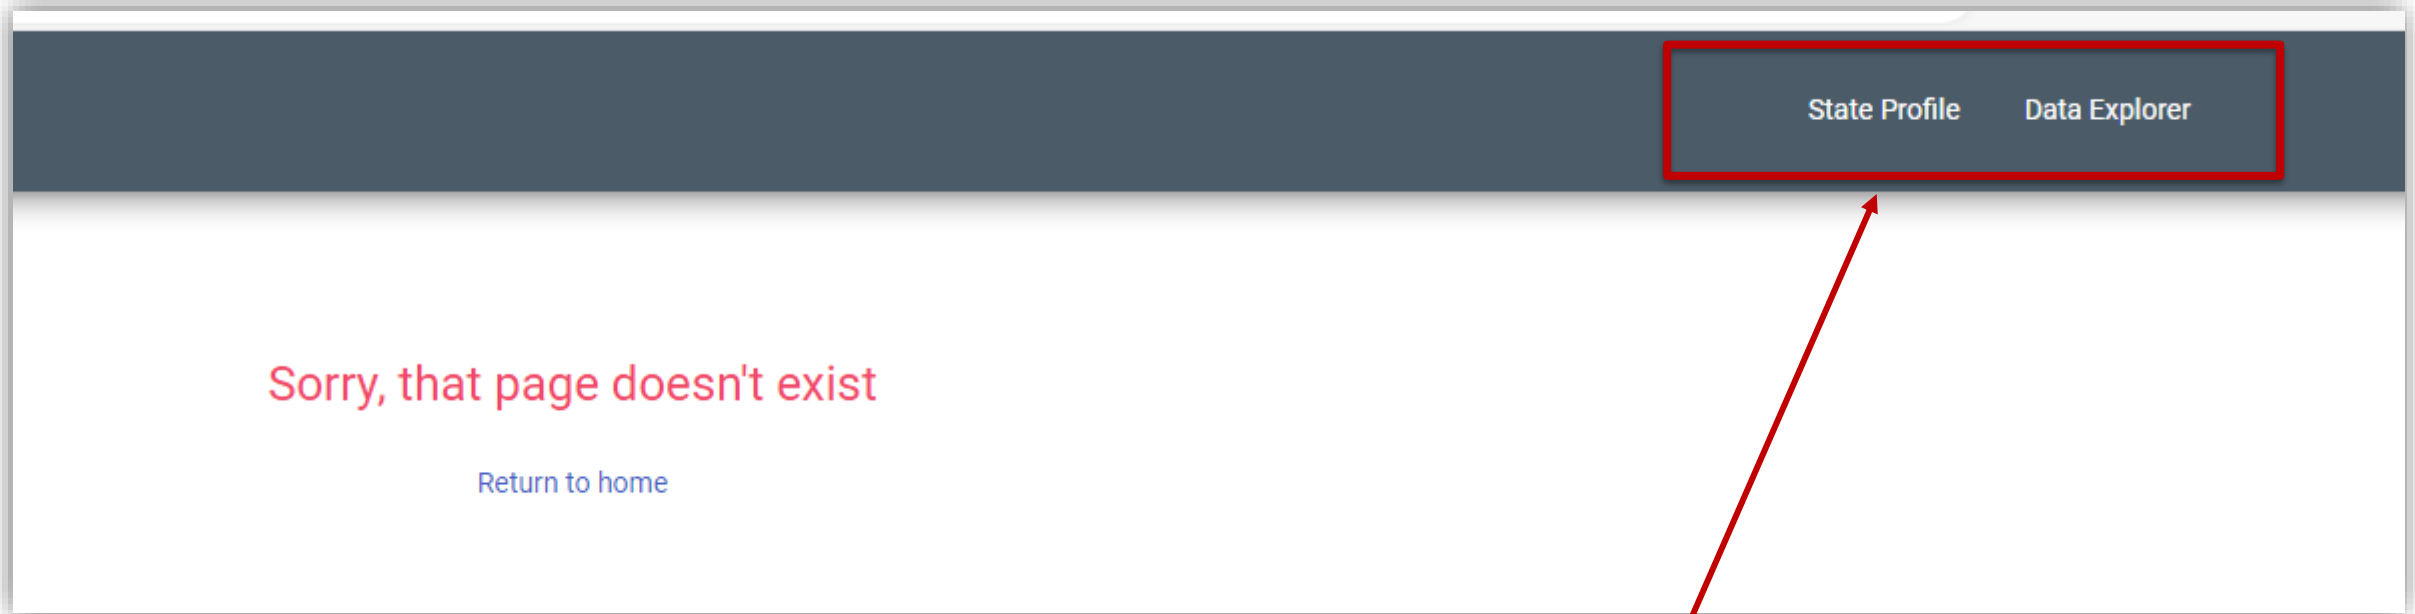 State Profile Data Explorer
Sorry, that page doesn't exist
Return to home